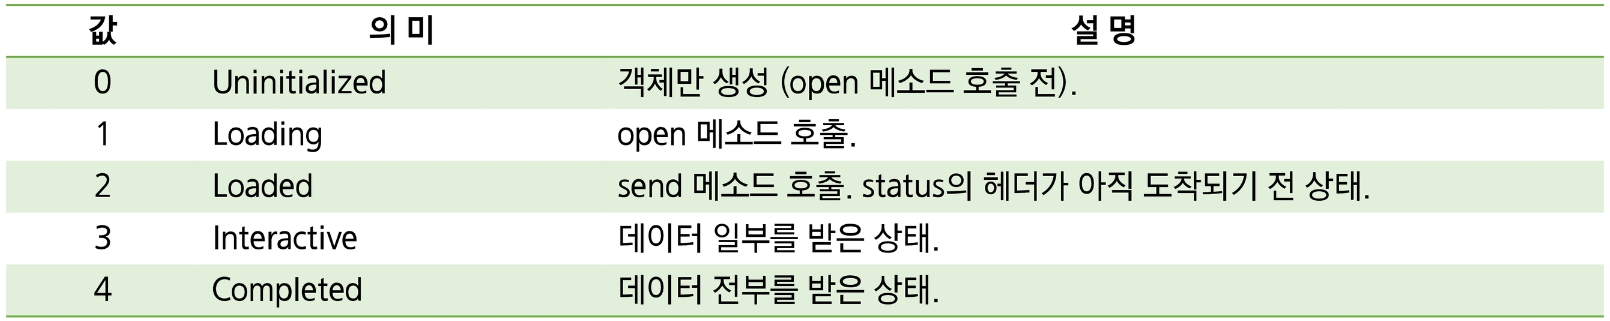 값 의 미 설 명
0 Uninitialized 객체만 생성 (open 메소드 호출 전).
1 Loading open 메소드 호출.
2 Loaded send 메소드 호출. status의 헤더가 아직 도착되기 전 상태.
3 Interactive 데이터 일부를 받은 상태.
4 Completed 데이터 전부를 받은 상태.